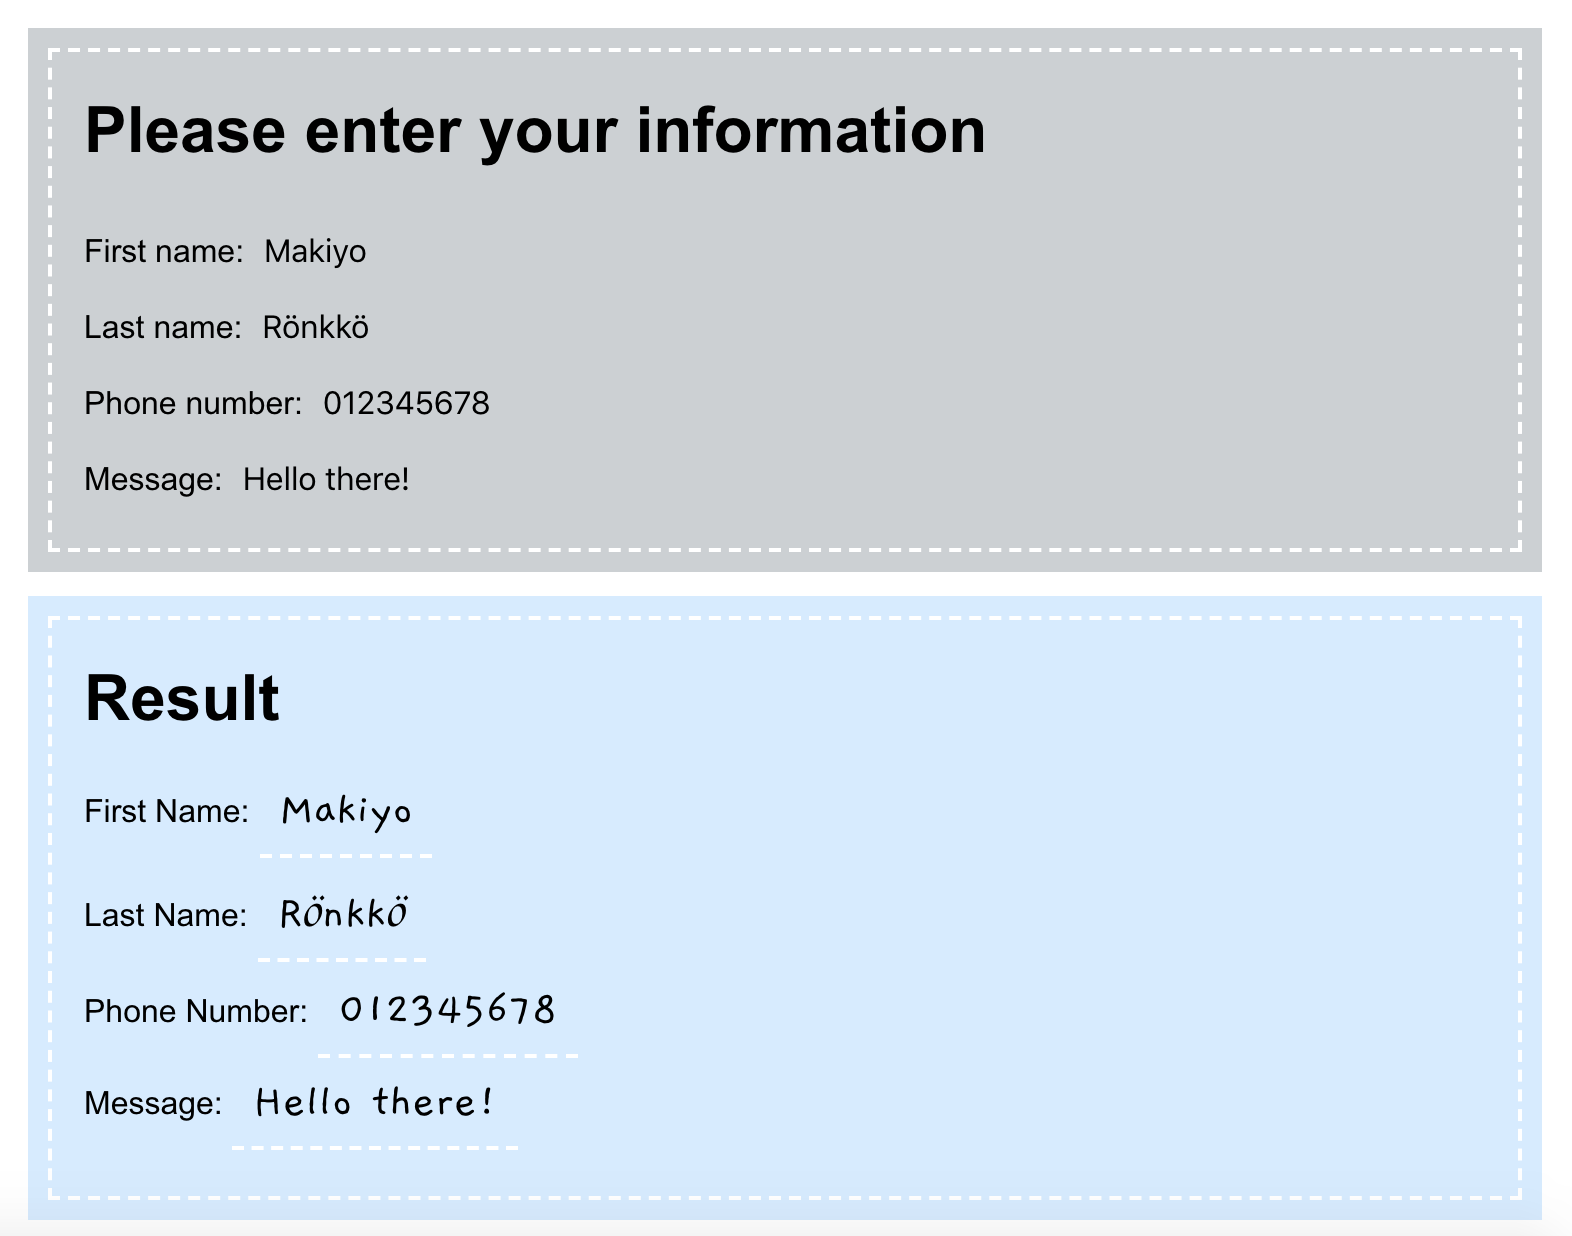 Please enter your information
First name: Makiyo
Last name: Rönkkö
Phone number: 012345678
Message: Hello there!
Result
First Name: Makiyo
Last Name: Rönkkö
Phone Number: 012345678
Message: Hello there!